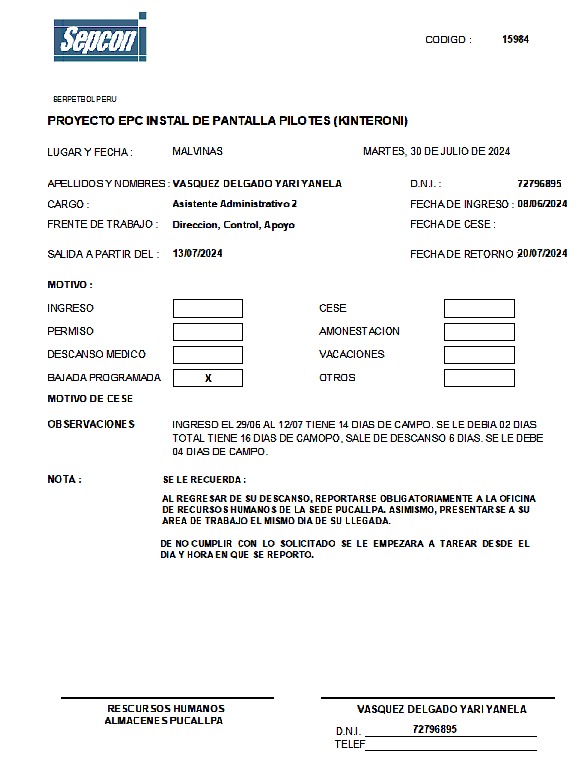 Sepcon
CODIGO : 15984
SERPETBOL PERU
PROYECTO EPC INSTAL DE PANTALLA PILOTES (KINTERONI)
LUGAR Y FECHA : MALVINAS MARTES, 30 DE JULIO DE 2024
APELLIDOS Y NOMBRES : VASQUEZ DELGADO YARI YANELA D.N.I. : 72796895
CARGO : Asistente Administrativo 2 FECHA DE INGRESO : 08/06/2024
FRENTE DE TRABAJO : Direccion, Control, Apoyo FECHA DE CESE :
SALIDA A PARTIR DEL : 13/07/2024 FECHA DE RETORNO : 20/07/2024
MOTIVO :
INGRESO CESE
PERMISO AMONESTACION
DESCANSO MEDICO VACACIONES
BAJADA PROGRAMADA X OTROS
MOTIVO DE CESE
OBSERVACIONES INGRESO EL 29/06 AL 12/07 TIENE 14 DIAS DE CAMPO. SE LE DEBIA 02 DIAS
TOTAL TIENE 16 DIAS DE CAMOPO, SALE DE DESCANSO 6 DIAS. SE LE DEBE
04 DIAS DE CAMPO.
NOTA : SE LE RECUERDA :
AL REGRESAR DE SU DESCANSO, REPORTARSE OBLIGATORIAMENTE A LA OFICINA
DE RECURSOS HUMANOS DE LA SEDE PUCALLPA. ASIMISMO, PRESENTARSE A SU
AREA DE TRABAJO EL MISMO DIA DE SU LLEGADA.
DE NO CUMPLIR CON LO SOLICITADO SE LE EMPEZARA A TAREAR DESDE EL
DIA Y HORA EN QUE SE REPORTO.
RESCURSOS HUMANOS
ALMACENES PUCALLPA
VASQUEZ DELGADO YARI YANELA
D.N.I. 72796895
TELEF